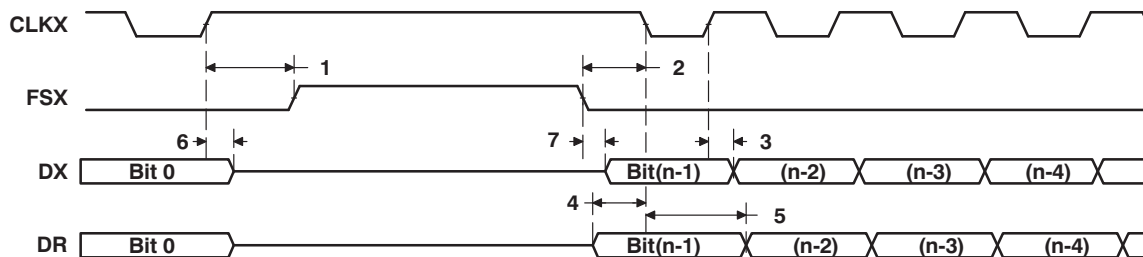 CLKX
1 2
FSX
6 7 3
DX Bit 0 Bit(n-1) (n-2) (n-3) (n-4)
4 5
DR Bit 0 Bit(n-1) (n-2) (n-3) (n-4)